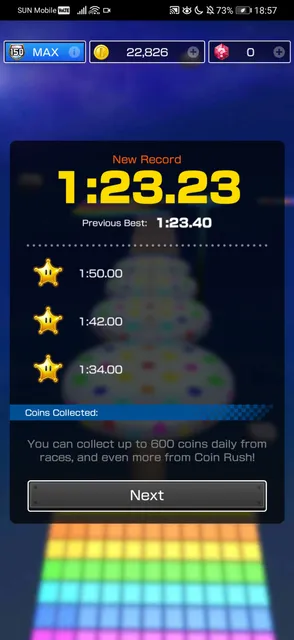 SUN Mobile VoLTE 73% 18:57
150 MAX i 22,826 + 0 +
New Record
1:23.23
Previous Best: 1:23.40
1:50.00
1:42.00
1:34.00
Coins Collected:
You can collect up to 600 coins daily from
races, and even more from Coin Rush!
Next